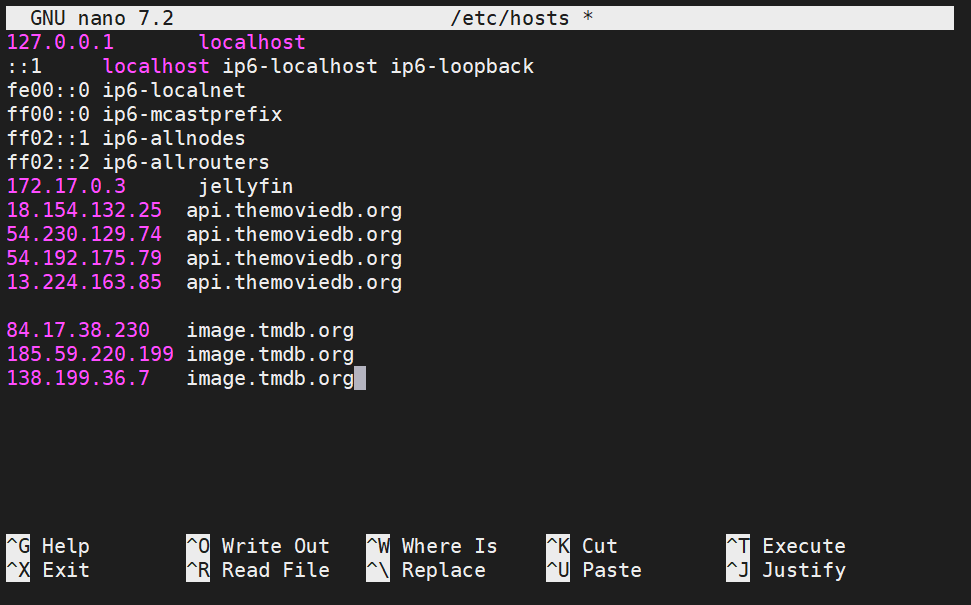 GNU nano 7.2 /etc/hosts *
127.0.0.1 localhost
::1 localhost ip6-localhost ip6-loopback
fe00::0 ip6-localnet
ff00::0 ip6-mcastprefix
ff02::1 ip6-allnodes
ff02::2 ip6-allrouters
172.17.0.3 jellyfin
18.154.132.25 api.themoviedb.org
54.230.129.74 api.themoviedb.org
54.192.175.79 api.themoviedb.org
13.224.163.85 api.themoviedb.org
84.17.38.230 image.tmdb.org
185.59.220.199 image.tmdb.org
138.199.36.7 image.tmdb.org
^G Help ^O Write Out ^W Where Is ^K Cut ^T Execute
^X Exit ^R Read File ^\ Replace ^U Paste ^J Justify